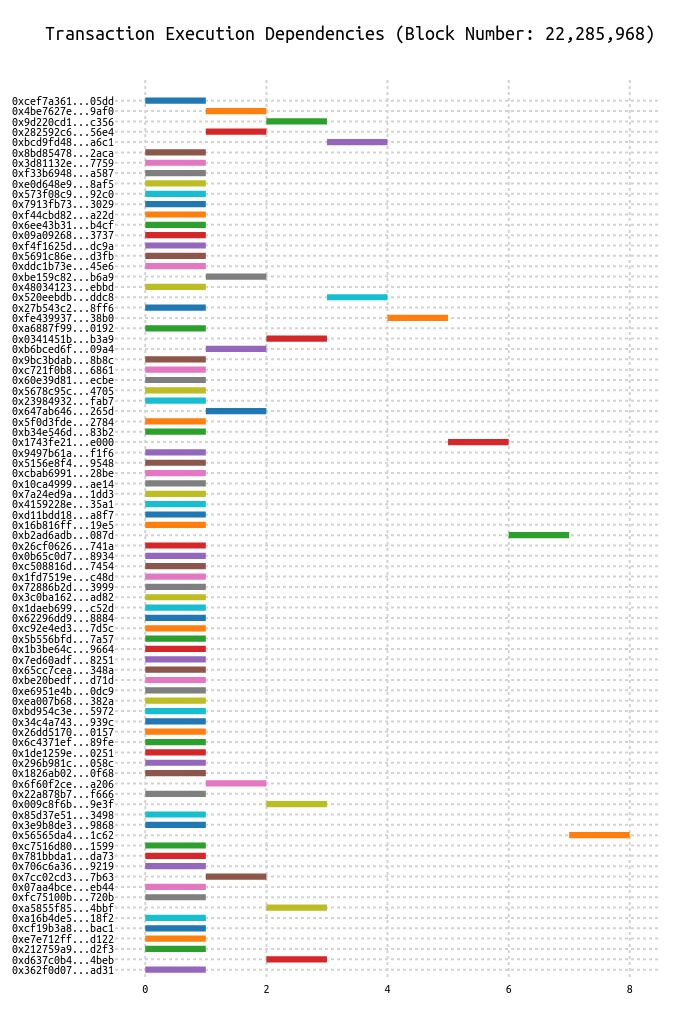 Transaction Execution Dependencies (Block Number: 22,285,968)
0xcef7a361...05dd
0x4be7627e...9af0
0x9d220cd1...c356
0x282592c6...56e4
0xbcd9fd48...a6c1
0x8bd85478...2aca
0x3d81132e...7759
0xf33b6948...a587
0xe0d648e9...8af5
0x573f08c9...92c0
0x7913fb73...3029
0xf44cbd82...a22d
0x6ee43b31...b4cf
0x09a09268...3737
0xf4f1625d...dc9a
0x5691c86e...d3fb
0xddc1b73e...45e6
0xbe159c82...b6a9
0x48034123...ebbd
0x520eebdb...ddc8
0x27b543c2...8ff6
0xfe439937...38b0
0xa6887f99...0192
0x0341451b...b3a9
0xb6bced6f...09a4
0x9bc3bdab...8b8c
0xc721f0b8...6861
0x60e39d81...ecbe
0x5678c95c...4705
0x23984932...fab7
0x647ab646...265d
0x5f0d3fde...2784
0xb34e546d...83b2
0x1743fe21...e000
0x9497b61a...f1f6
0x5156e8f4...9548
0xcbab6991...28be
0x10ca4999...ae14
0x7a24ed9a...1dd3
0x4159228e...35a1
0xd11bdd18...a8f7
0x16b816ff...19e5
0xb2ad6adb...087d
0x26cf0626...741a
0x0b65c0d7...8934
0xc508816d...7454
0x1fd7519e...c48d
0x72886b2d...3999
0x3c0ba162...ad82
0x1daeb699...c52d
0x62296dd9...8884
0xc92e4ed3...7d5c
0x5b556bfd...7a57
0x1b3be64c...9664
0x7ed60adf...8251
0x65cc7cea...348a
0xbe20bedf...d71d
0xe6951e4b...0dc9
0xea007b68...382a
0xbd954c3e...5972
0x34c4a743...939c
0x26dd5170...0157
0x6c4371ef...89fe
0x1de1259e...0251
0x296b981c...058c
0x1826ab02...0f68
0x6f60f2ce...a206
0x22a878b7...f666
0x009c8f6b...9e3f
0x85d37e51...3498
0x3e9b8de3...9868
0x56565da4...1c62
0xc7516d80...1599
0x781bbda1...da73
0x706c6a36...9219
0x7cc02cd3...7b63
0x07aa4bce...eb44
0xfc75100b...720b
0xa5855f85...4bbf
0xa16b4de5...18f2
0xcf19b3a8...bac1
0xe7e712ff...d122
0x212759a9...d2f3
0xd637c0b4...4beb
0x362f0d07...ad31
0 2 4 6 8